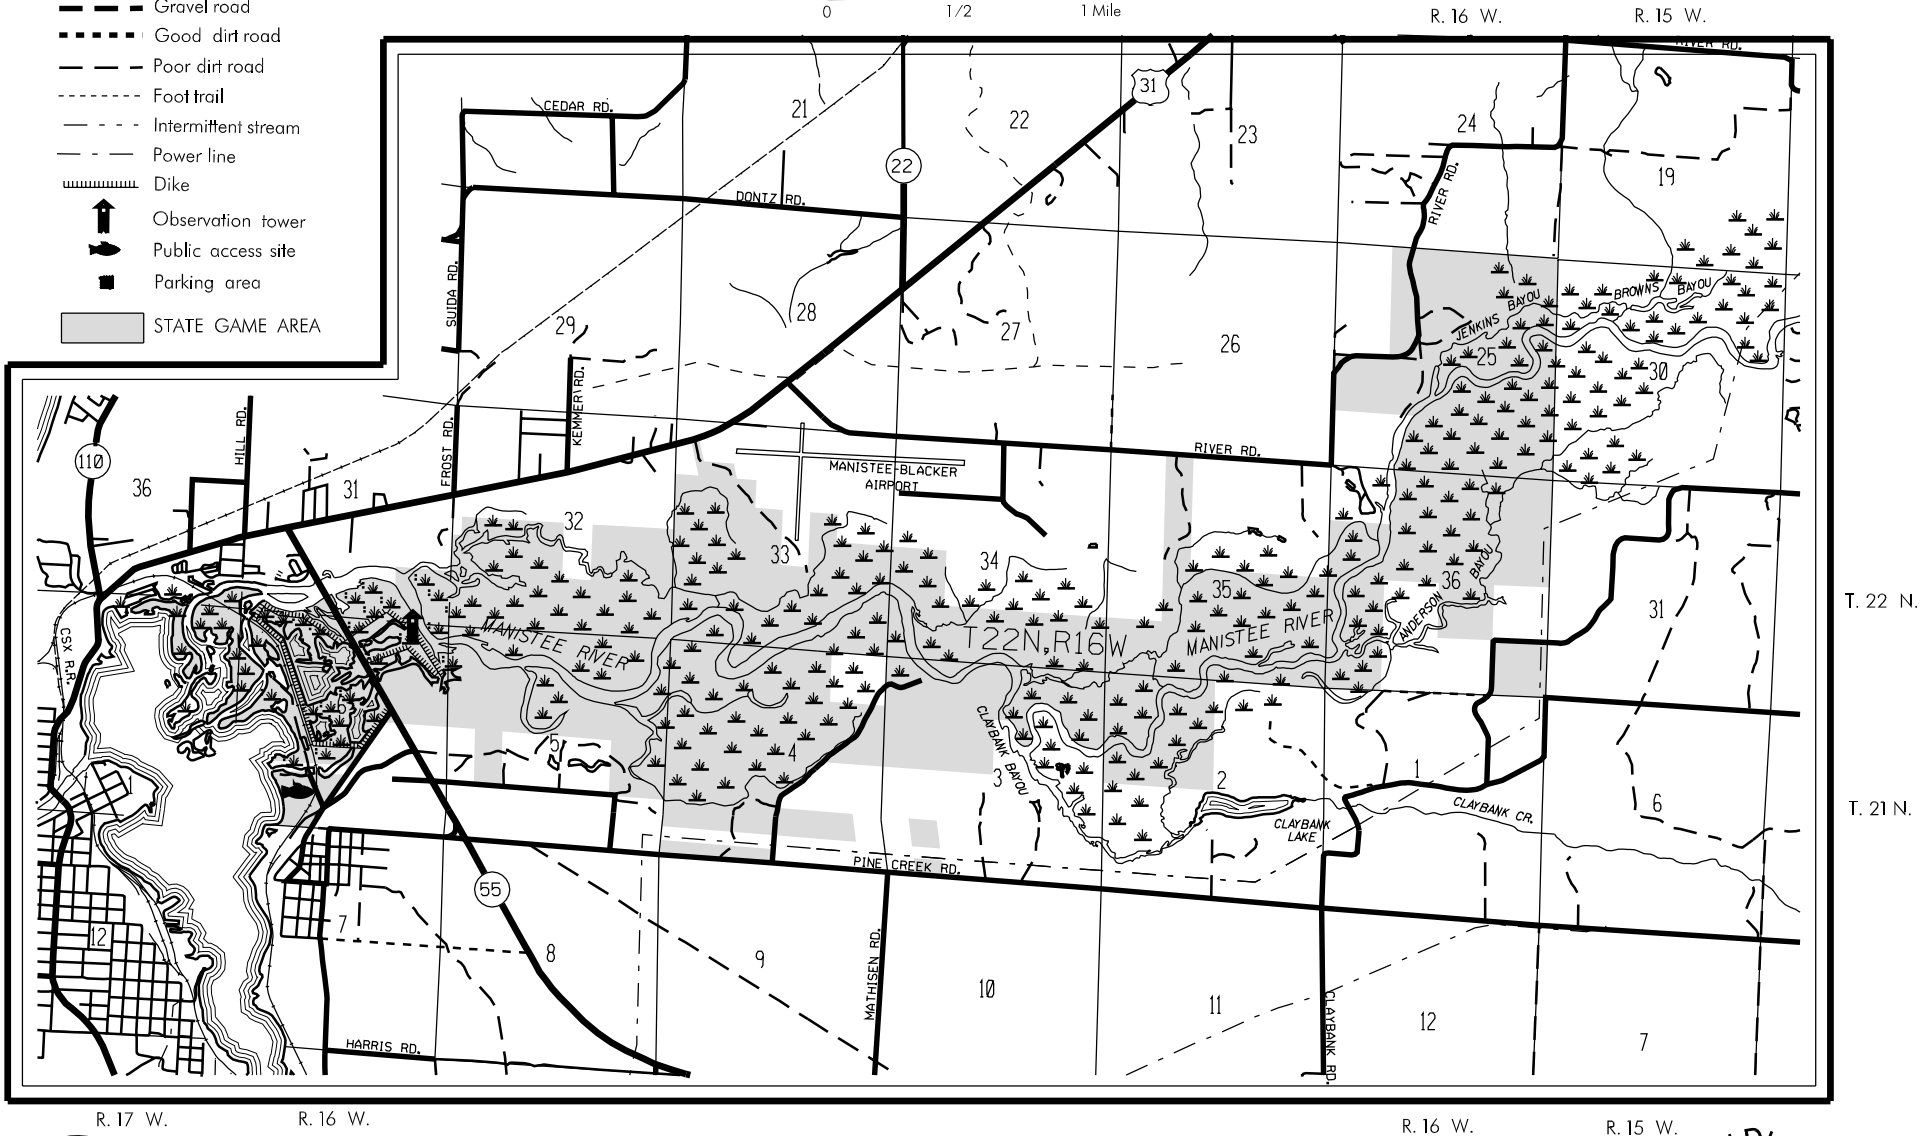 Gravel road
Good dirt road
Poor dirt road
Foot trail
Intermittent stream
Power line
Dike
Observation tower
Public access site
Parking area
STATE GAME AREA
0 1/2 1 Mile
R. 16 W. R. 15 W.
RIVER RD.
31
CEDAR RD.
21
22
23
24
22
19
DONTZ RD.
RIVER RD.
SUIDA RD.
29
28
27
26
JENKINS BAYOU
BROWNS BAYOU
25
30
KEMMER RD.
HILL RD.
FROST RD.
110
36
31
RIVER RD.
MANISTEE-BLACKER
AIRPORT
32
33
34
35
36
BAYOU
ANDERSON
31
T. 22 N.
CSX R.R.
MANISTEE RIVER
T22N,R16W
MANISTEE RIVER
6
5
4
CLAYBANK BAYOU
3
2
1
1
6
CLAYBANK CR.
T. 21 N.
CLAYBANK
LAKE
PINE CREEK RD.
55
12
7
8
9
MATHISEN RD.
10
11
CLAYBANK RD.
12
7
HARRIS RD.
R. 17 W. R. 16 W.
R. 16 W. R. 15 W.